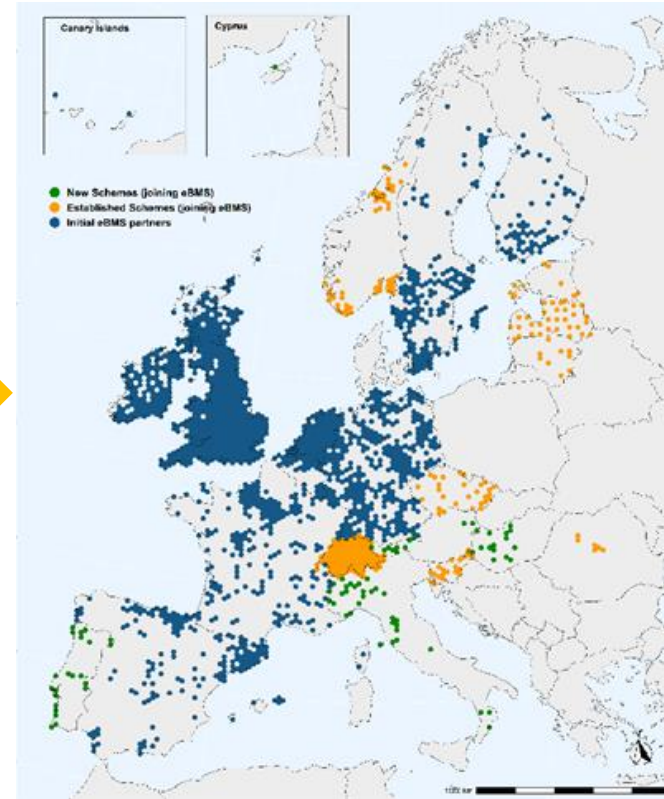 Canary Islands
Cyprus
New Schemes (joining eBMS)
Established Schemes (joining eBMS)
Initial eBMS partners